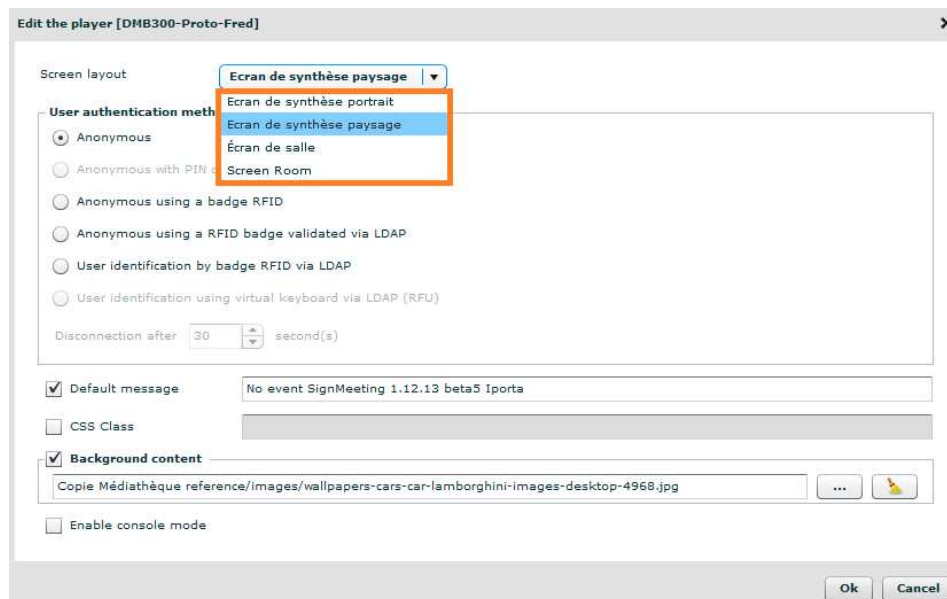 Edit the player [DMB300-Proto-Fred]
Screen layout
Ecran de synthèse paysage
Ecran de synthèse portrait
Ecran de synthèse paysage
Écran de salle
Screen Room
User authentication meth
Anonymous
Anonymous with PIN
Anonymous using a badge RFID
Anonymous using a RFID badge validated via LDAP
User identification by badge RFID via LDAP
User identification using virtual keyboard via LDAP (RFU)
Disconnection after 30 second(s)
Default message No event SignMeeting 1.12.13 beta5 Iporta
CSS Class
Background content
Copie Médiathèque reference/images/wallpapers-cars-car-lamborghini-images-desktop-4968.jpg ...
Enable console mode
Ok Cancel